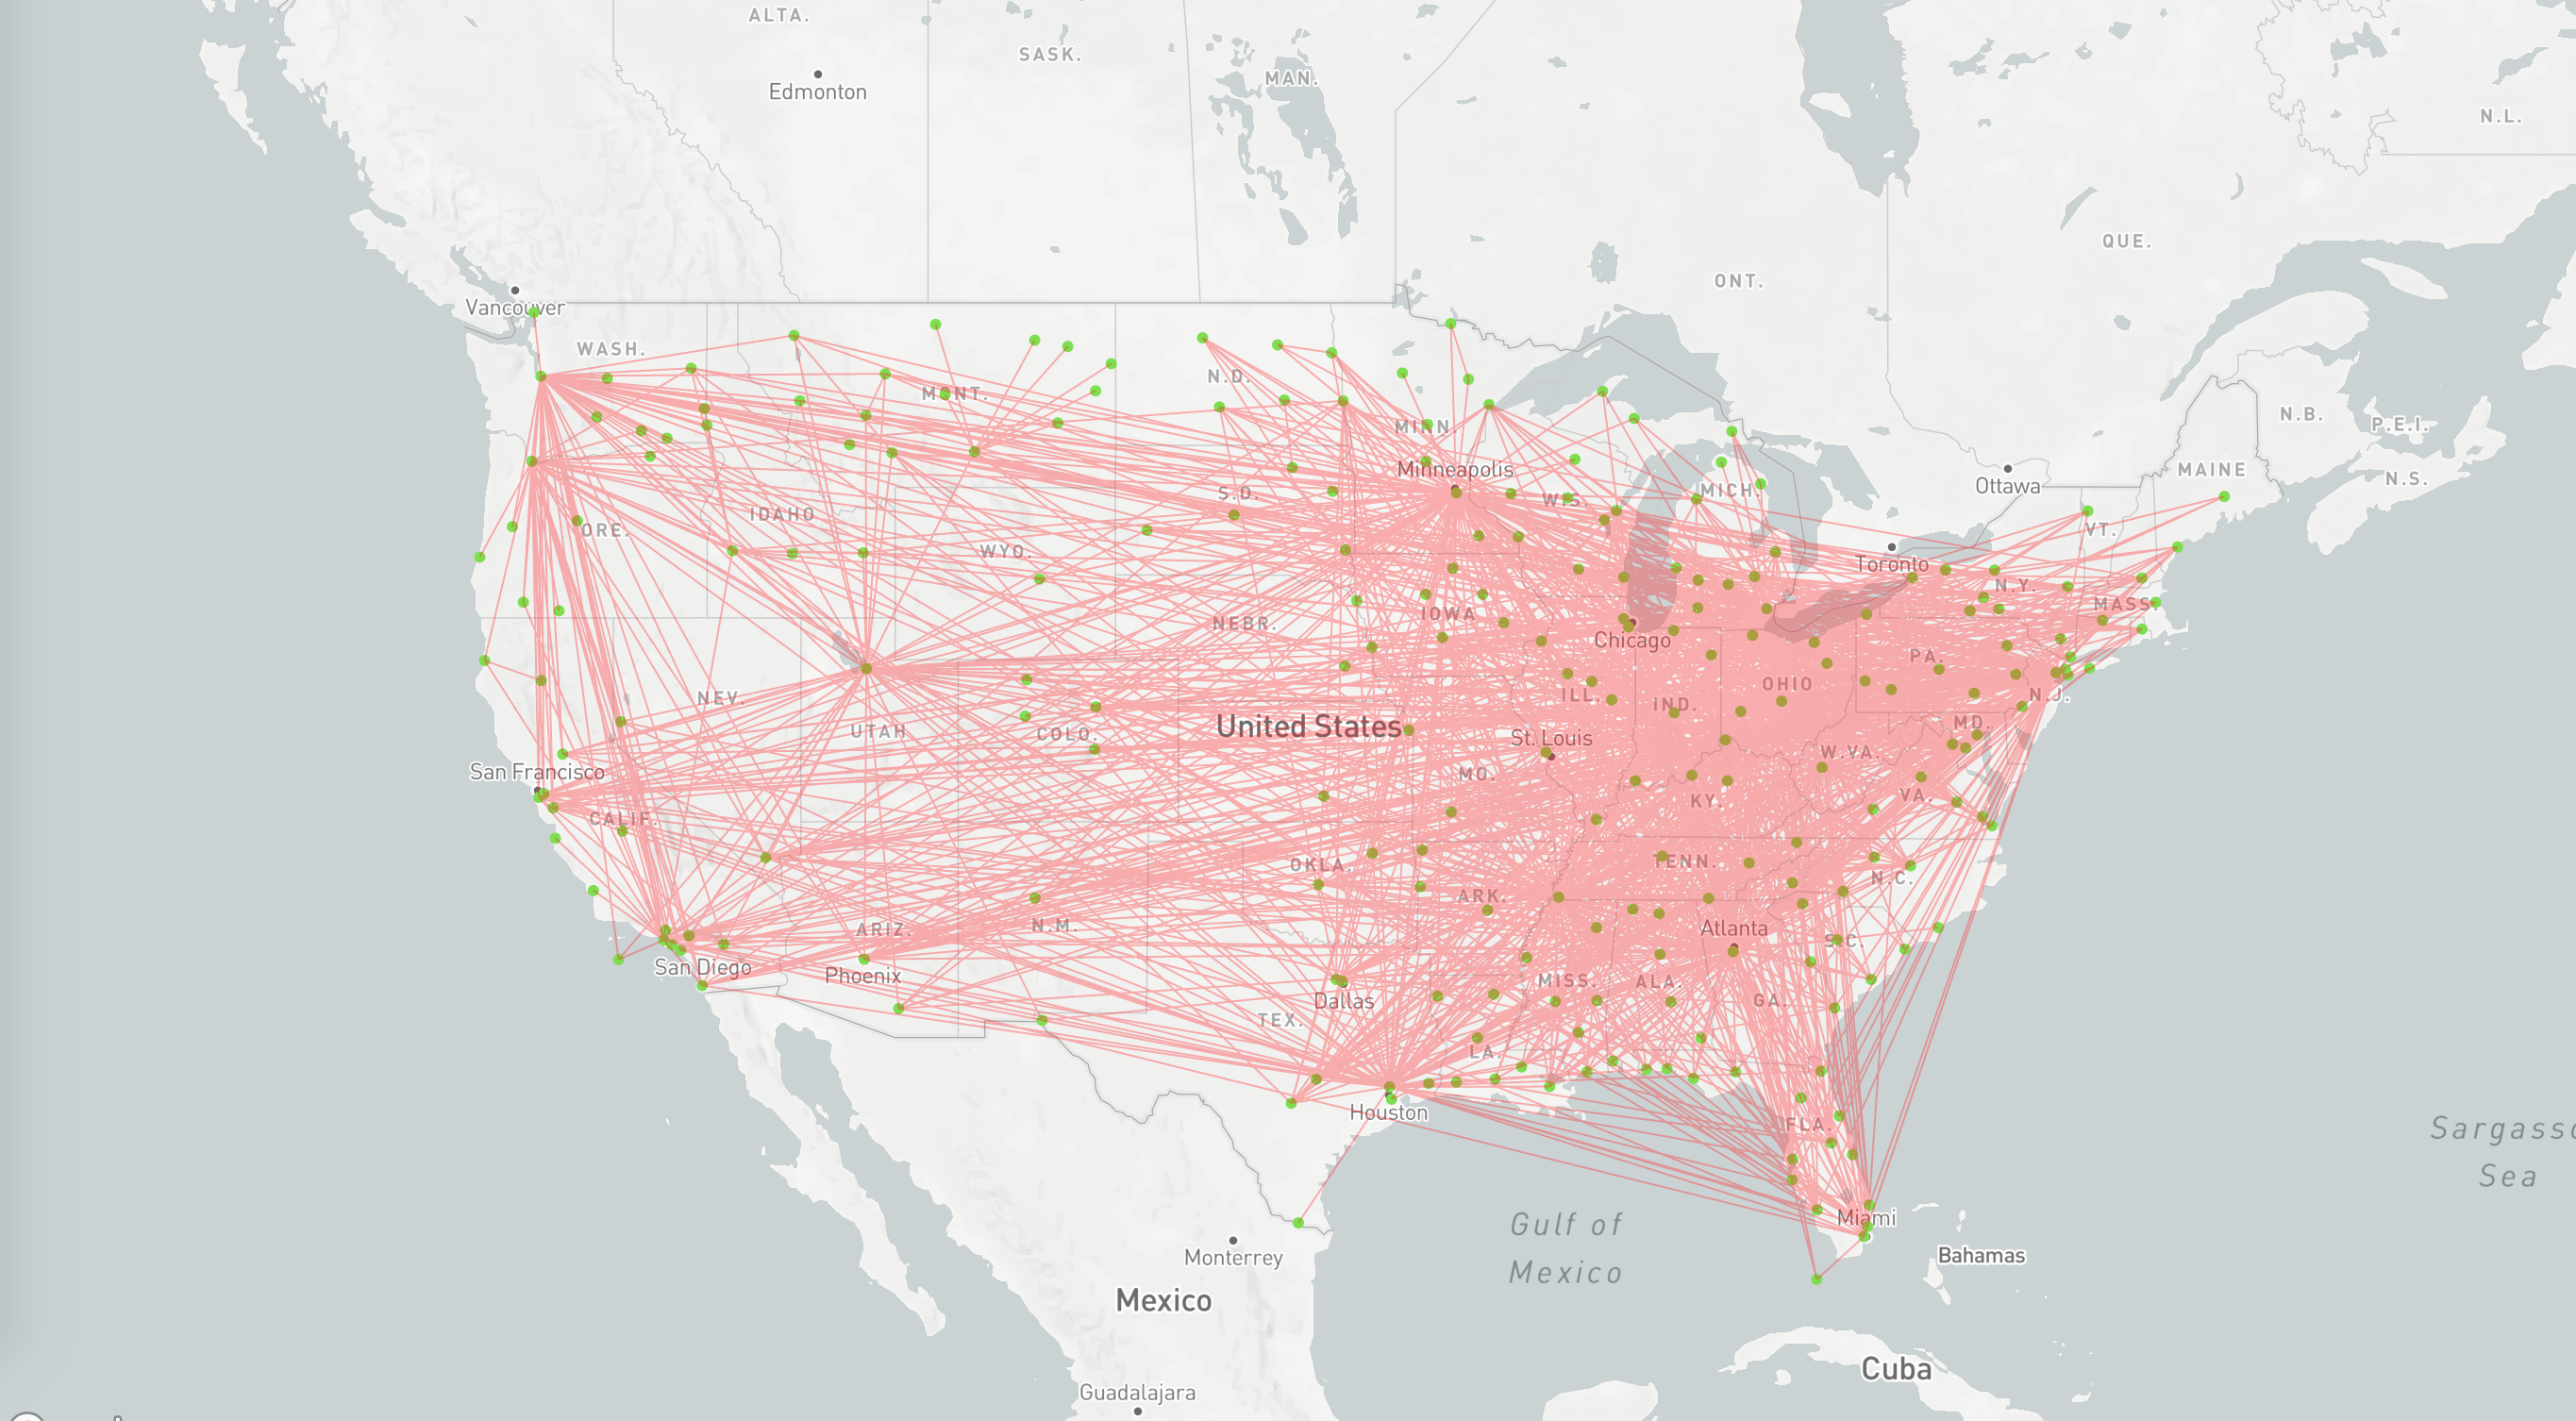 ALTA.
SASK.
MAN.
Edmonton
N.L.
QUE.
ONT.
Vancouver
WASH.
N.D.
MONT.
MINN.
N.B.
P.E.I.
Minneapolis
MAINE
N.S.
Ottawa
S.D.
WIS.
MICH.
IDAHO
ORE.
VT.
WYO.
Toronto
N.Y.
MASS.
NEBR.
IOWA
Chicago
PA.
NEV.
ILL.
IND.
OHIO
N.J.
UTAH
COLO.
United States
St. Louis
MD.
W.VA.
San Francisco
MO.
KY.
VA.
CALIF.
OKLA.
TENN.
N.C.
ARK.
ARIZ.
N.M.
Atlanta
S.C.
San Diego
Phoenix
MISS.
ALA.
Dallas
GA.
TEX.
LA.
Houston
FLA.
Sargasso
Sea
Gulf of
Mexico
Miami
Monterrey
Bahamas
Mexico
Cuba
Guadalajara